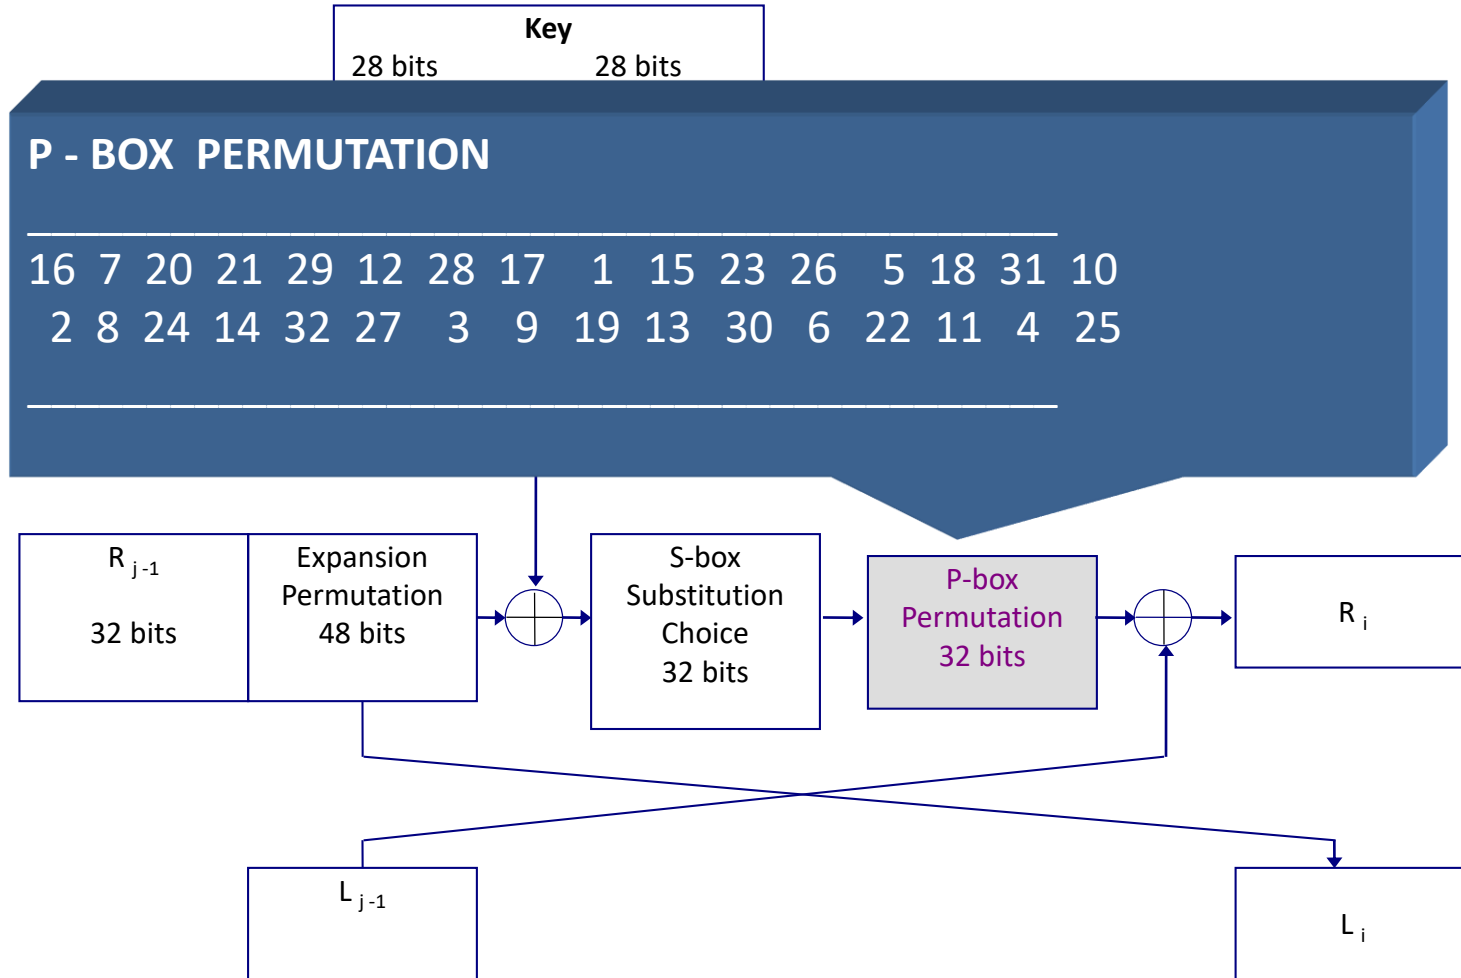 Key
28 bits 28 bits
P - BOX PERMUTATION
16 7 20 21 29 12 28 17 1 15 23 26 5 18 31 10
2 8 24 14 32 27 3 9 19 13 30 6 22 11 4 25
R j -1
32 bits
Expansion
Permutation
48 bits
S-box
Substitution
Choice
32 bits
P-box
Permutation
32 bits
R i
L j -1
L i